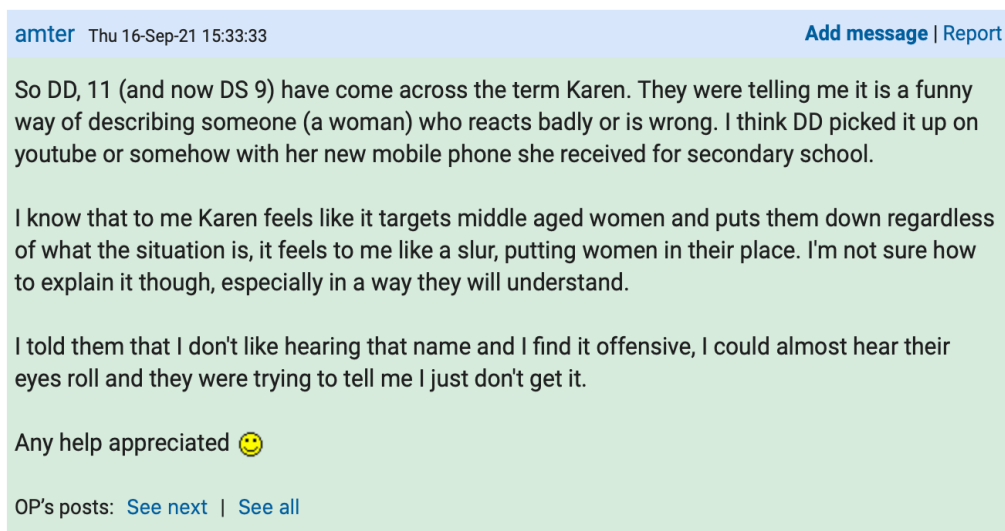 amter Thu 16-Sep-21 15:33:33 Add message | Report
So DD, 11 (and now DS 9) have come across the term Karen. They were telling me it is a funny
way of describing someone (a woman) who reacts badly or is wrong. I think DD picked it up on
youtube or somehow with her new mobile phone she received for secondary school.
I know that to me Karen feels like it targets middle aged women and puts them down regardless
of what the situation is, it feels to me like a slur, putting women in their place. I'm not sure how
to explain it though, especially in a way they will understand.
I told them that I don't like hearing that name and I find it offensive, I could almost hear their
eyes roll and they were trying to tell me I just don't get it.
Any help appreciated
OP's posts: See next | See all